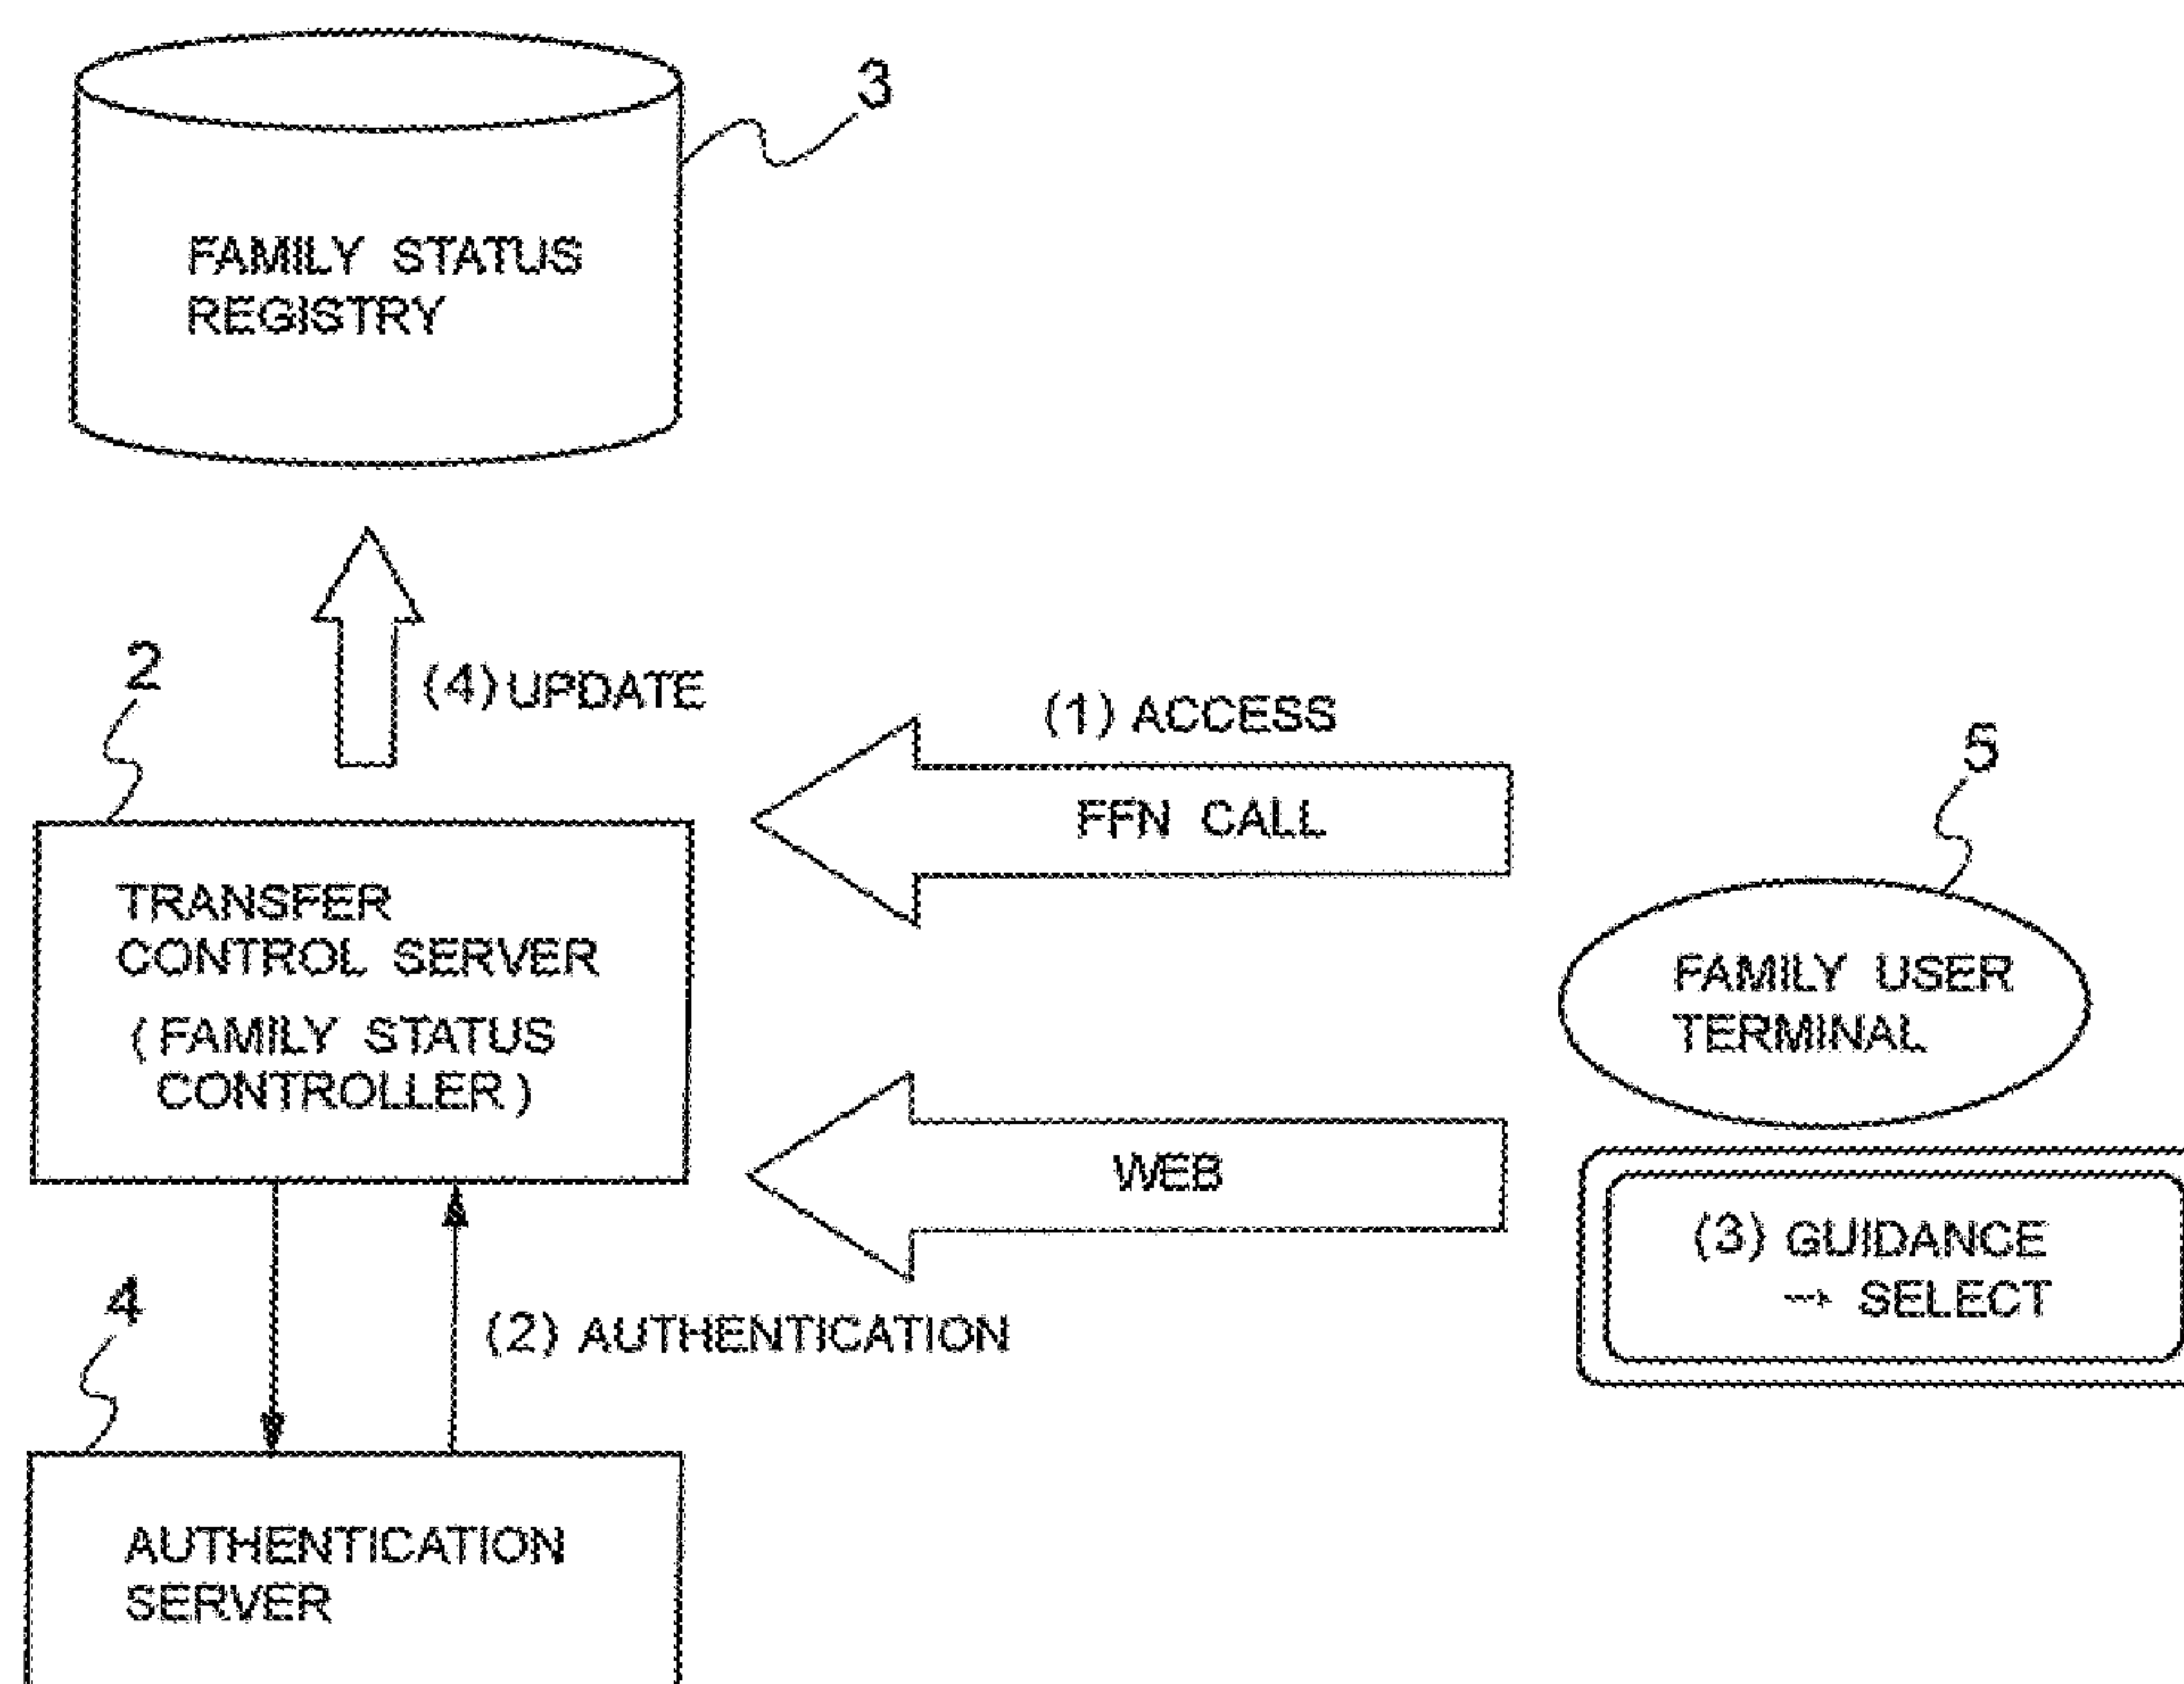 3
FAMILY STATUS
REGISTRY
2
(4) UPDATE
(1) ACCESS
FFN CALL
5
TRANSFER
CONTROL SERVER
(FAMILY STATUS
CONTROLLER)
FAMILY USER
TERMINAL
WEB
(3) GUIDANCE
→ SELECT
4
(2) AUTHENTICATION
AUTHENTICATION
SERVER